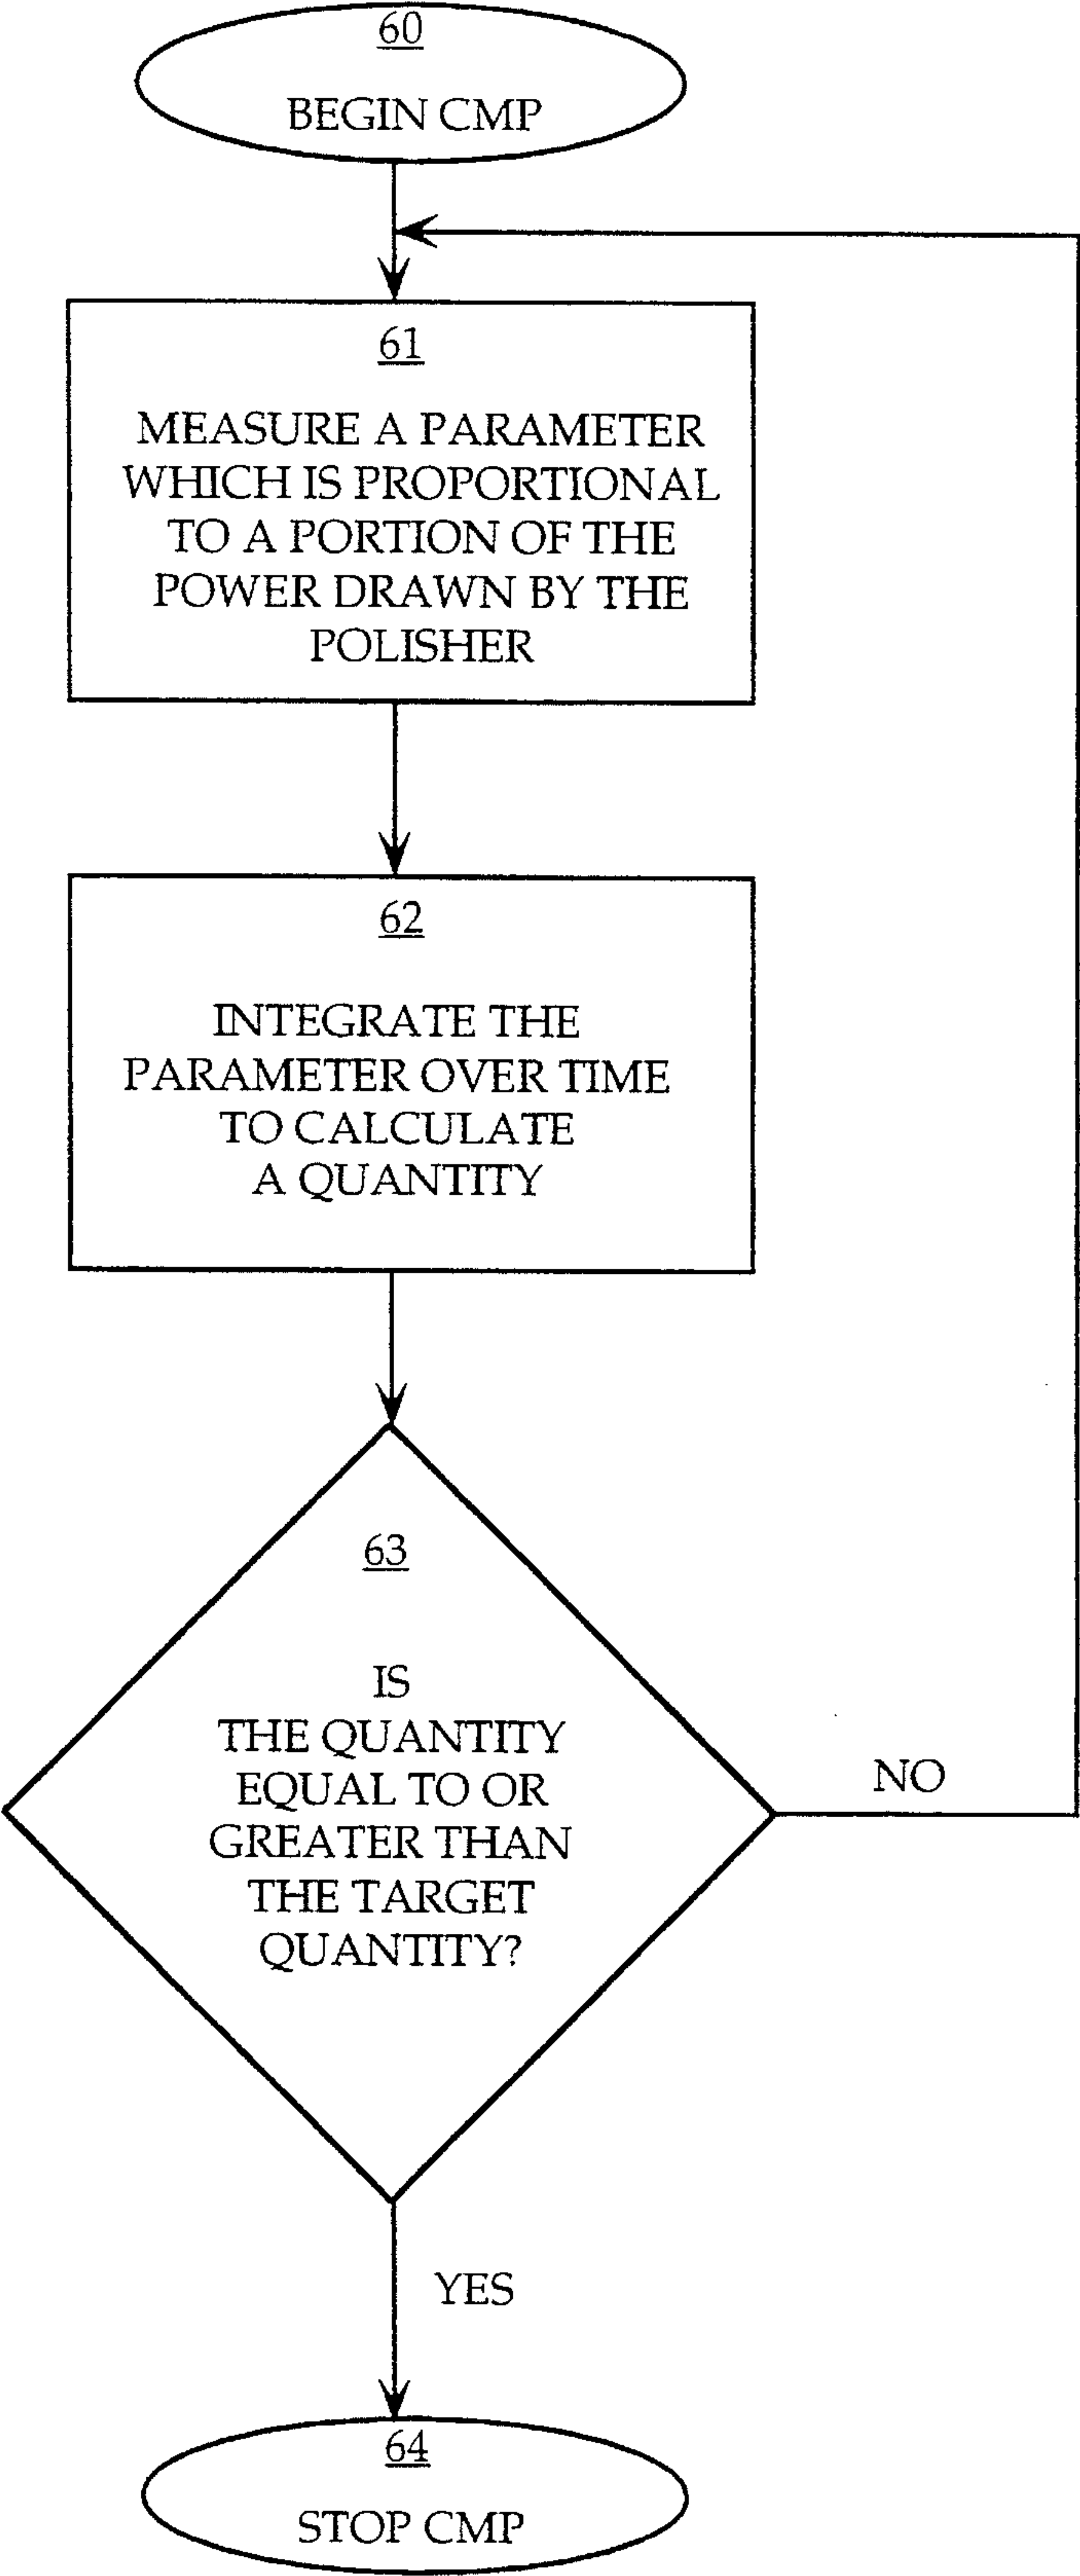 60
BEGIN CMP
61
MEASURE A PARAMETER
WHICH IS PROPORTIONAL
TO A PORTION OF THE
POWER DRAWN BY THE
POLISHER
62
INTEGRATE THE
PARAMETER OVER TIME
TO CALCULATE
A QUANTITY
63
IS
THE QUANTITY
EQUAL TO OR
GREATER THAN
THE TARGET
QUANTITY?
NO
YES
64
STOP CMP